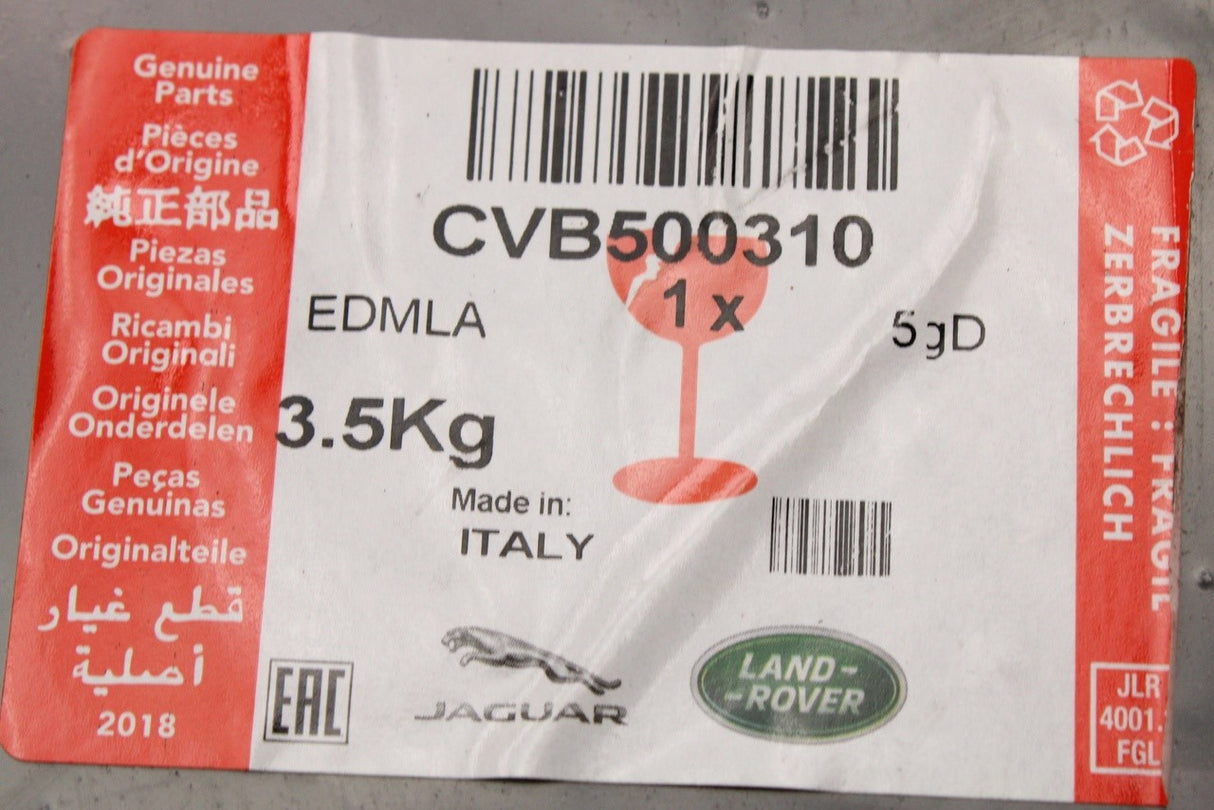 Genuine
Parts
Pièces
d'Origine
純正部品
Piezas
Originales
Ricambi
Originali
Originele
Onderdelen
Peças
Genuinas
Originalteile
قطع غيار
أصلية
2018
CVB500310
1 x
EDMLA
5gD
3.5Kg
Made in:
ITALY
EAC
JAGUAR
LAND-
-ROVER
FRAGILE : FRAGIL
ZERBRECHLICH
JLR
4001.
FGL